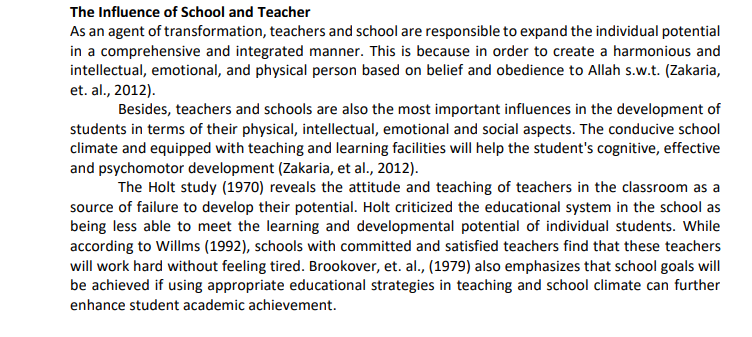 The Influence of School and Teacher
As an agent of transformation, teachers and school are responsible to expand the individual potential
in a comprehensive and integrated manner. This is because in order to create a harmonious and
intellectual, emotional, and physical person based on belief and obedience to Allah s.w.t. (Zakaria,
et. al., 2012).
Besides, teachers and schools are also the most important influences in the development of
students in terms of their physical, intellectual, emotional and social aspects. The conducive school
climate and equipped with teaching and learning facilities will help the student's cognitive, effective
and psychomotor development (Zakaria, et al., 2012).
The Holt study (1970) reveals the attitude and teaching of teachers in the classroom as a
source of failure to develop their potential. Holt criticized the educational system in the school as
being less able to meet the learning and developmental potential of individual students. While
according to Willms (1992), schools with committed and satisfied teachers find that these teachers
will work hard without feeling tired. Brookover, et. al., (1979) also emphasizes that school goals will
be achieved if using appropriate educational strategies in teaching and school climate can further
enhance student academic achievement.